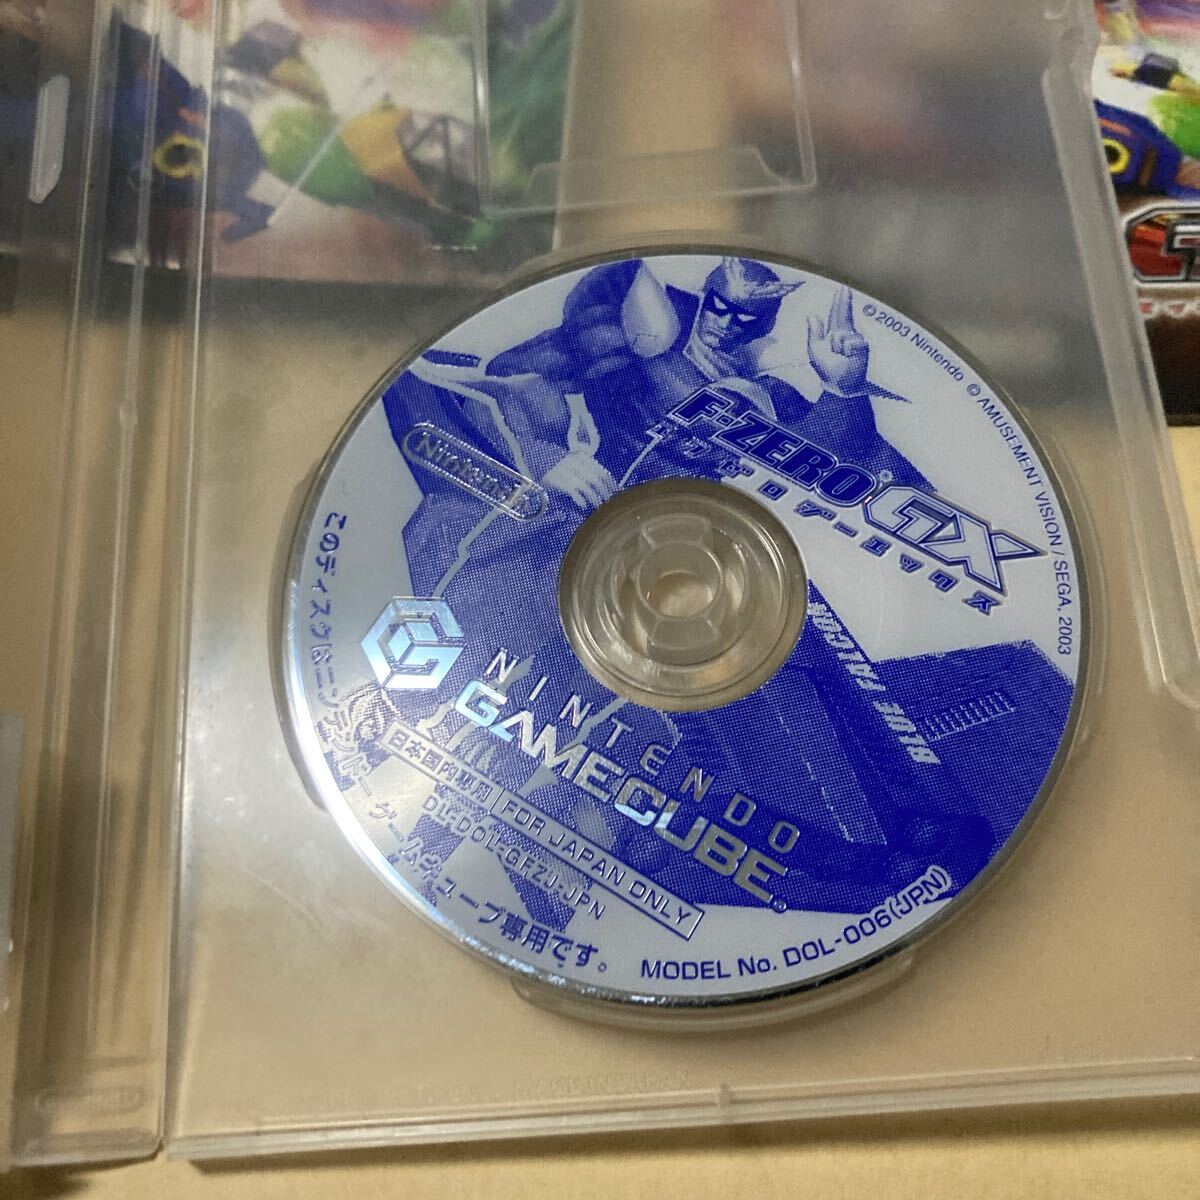 © 2003 Nintendo © AMUSEMENT VISION / SEGA, 2003
F-ZERO GX
エフゼロジーエックス
Nintendo
BLUE FALCON
NINTENDO
GAMECUBE
日本国内専用 FOR JAPAN ONLY
DL-DOL-GFZJ-JPN
このディスクはニンテンドーゲームキューブ専用です。
MODEL No. DOL-006(JPN)
MADE IN JAPAN